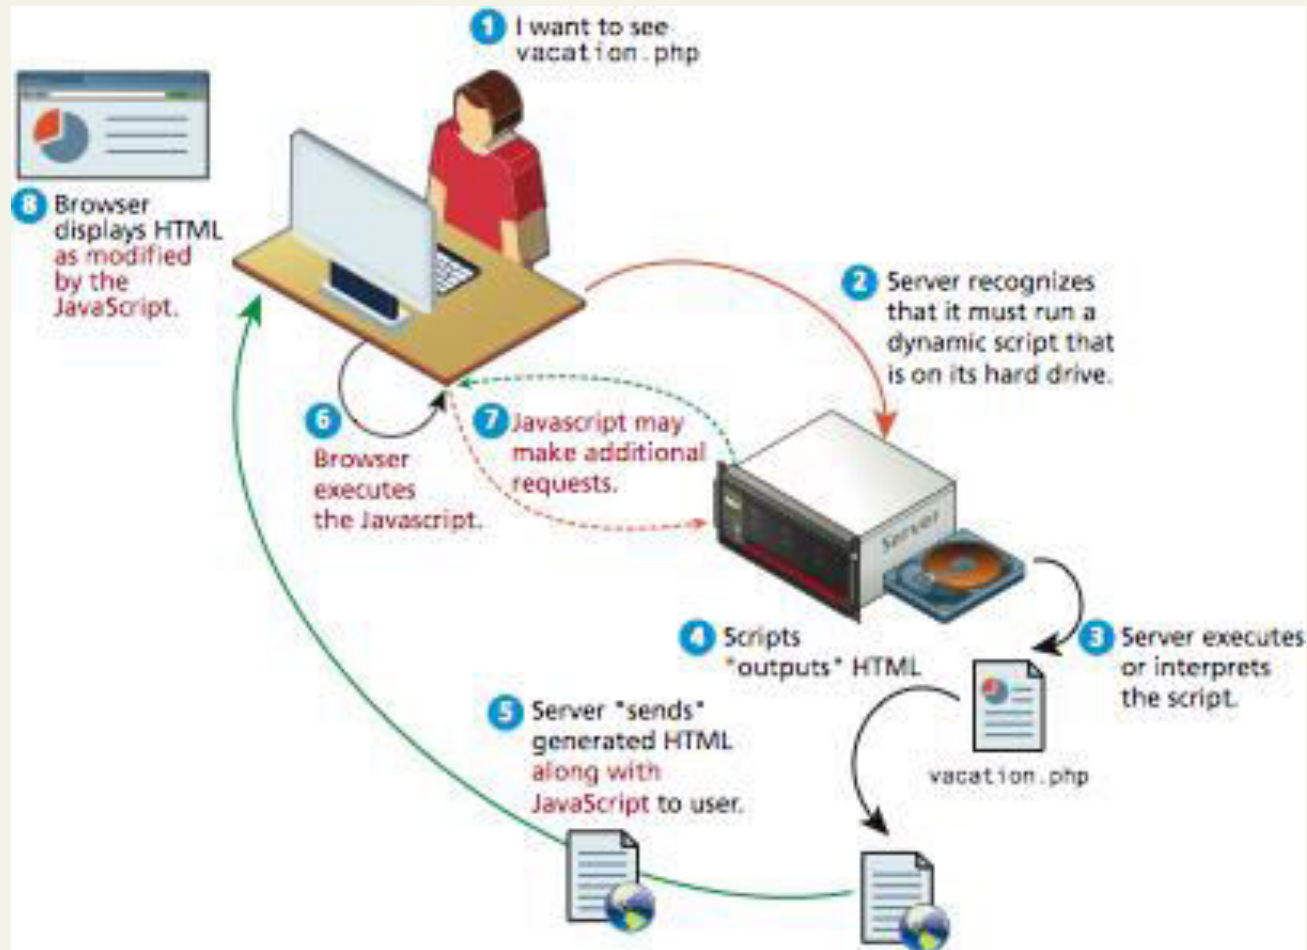 1 I want to see
vacation.php
2 Server recognizes
that it must run a
dynamic script that
is on its hard drive.
Server
3 Server executes
or interprets
the script.
vacation.php
4 Scripts
"outputs" HTML
5 Server "sends"
generated HTML
along with
JavaScript to user.
6
Browser
executes
the Javascript.
7 Javascript may
make additional
requests.
8 Browser
displays HTML
as modified
by the
JavaScript.